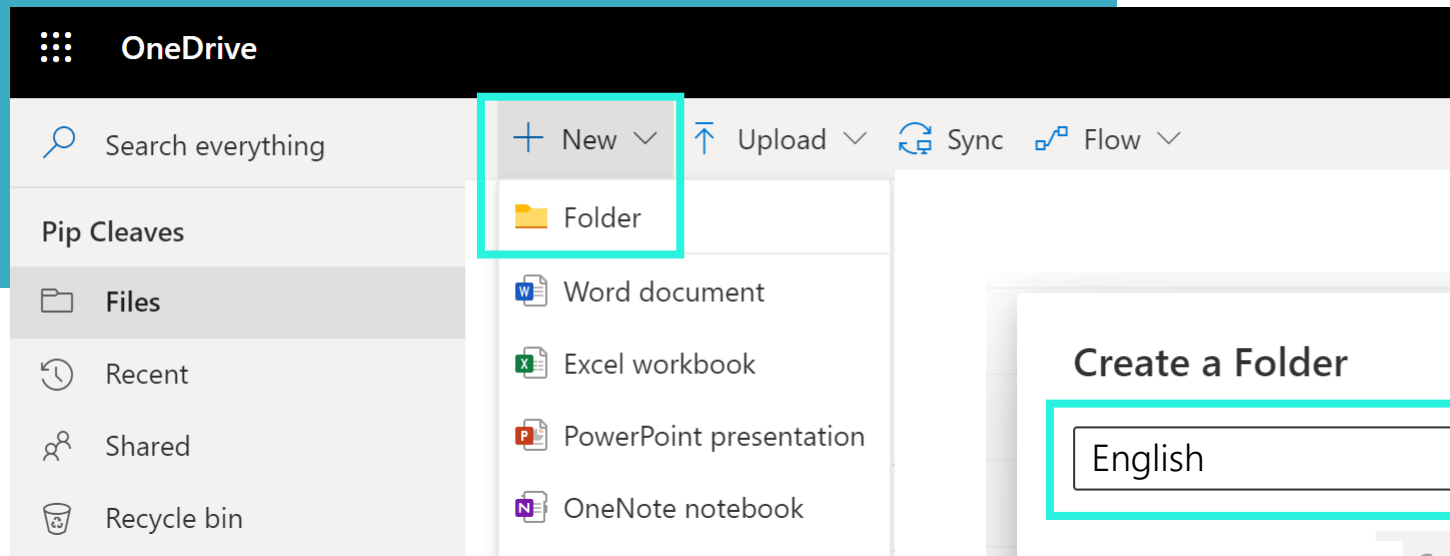 OneDrive
Search everything
New
Upload
Sync
Flow
Pip Cleaves
Files
Recent
Shared
Recycle bin
Folder
Word document
Excel workbook
PowerPoint presentation
OneNote notebook
Create a Folder
English